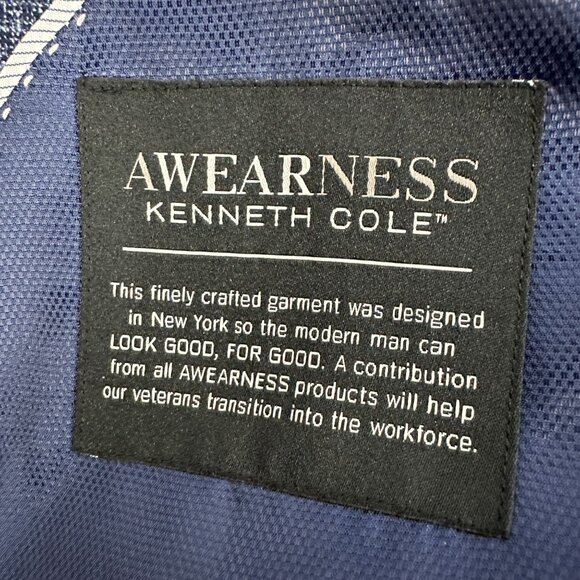 AWEARNESS
KENNETH COLE™
This finely crafted garment was designed
in New York so the modern man can
LOOK GOOD, FOR GOOD. A contribution
from all AWEARNESS products will help
our veterans transition into the workforce.